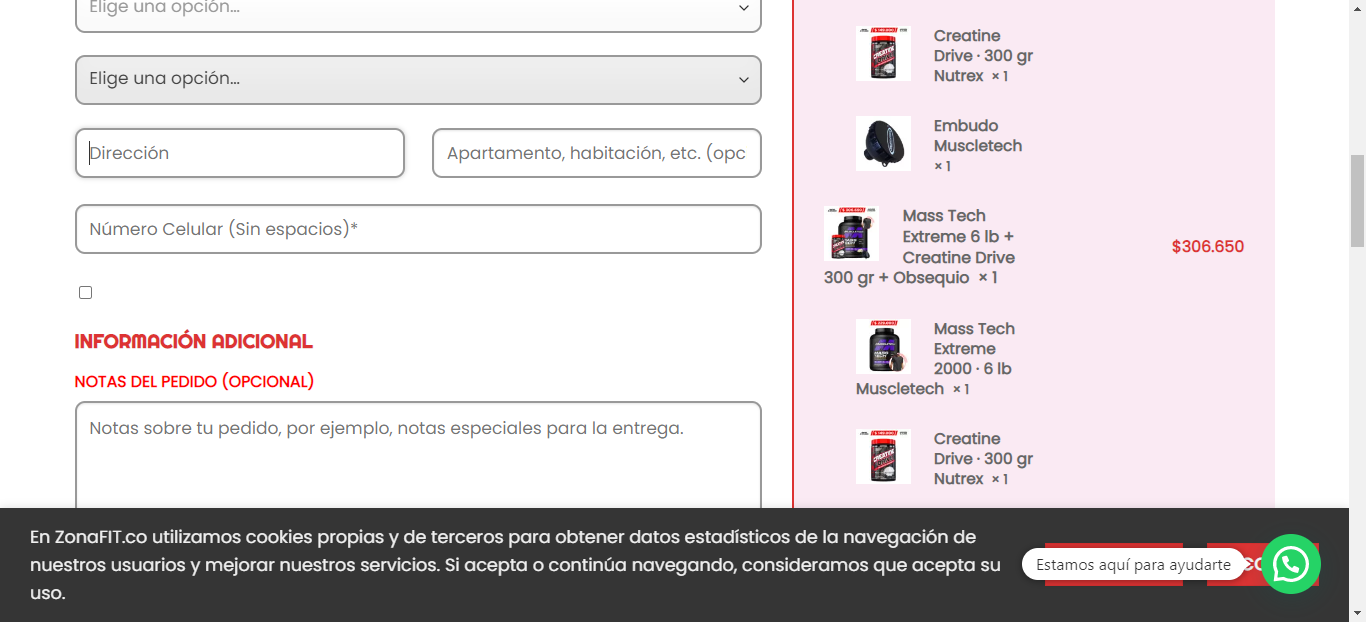 Elige una opción...
Elige una opción...
Dirección
Apartamento, habitación, etc. (opc
Número Celular (Sin espacios)*
INFORMACIÓN ADICIONAL
NOTAS DEL PEDIDO (OPCIONAL)
Notas sobre tu pedido, por ejemplo, notas especiales para la entrega.
Creatine
Drive · 300 gr
Nutrex × 1
Embudo
Muscletech
× 1
Mass Tech
Extreme 6 lb +
Creatine Drive
300 gr + Obsequio × 1
$306.650
Mass Tech
Extreme
2000 · 6 lb
Muscletech × 1
Creatine
Drive · 300 gr
Nutrex × 1
En ZonaFIT.co utilizamos cookies propias y de terceros para obtener datos estadísticos de la navegación de
nuestros usuarios y mejorar nuestros servicios. Si acepta o continúa navegando, consideramos que acepta su
uso.
Estamos aquí para ayudarte